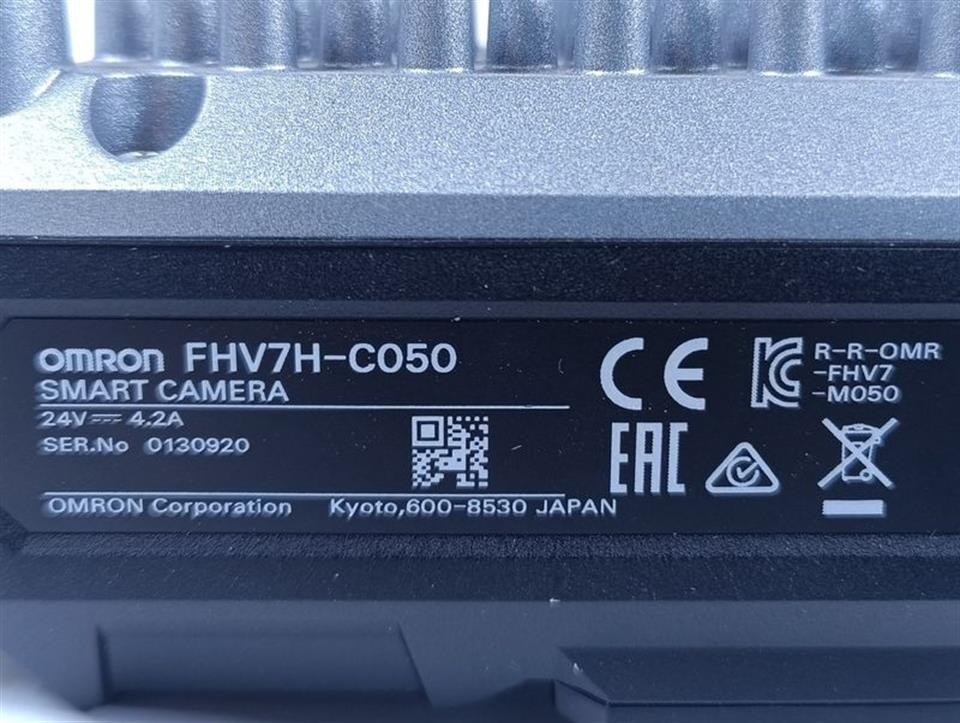 OMRON FHV7H-C050
SMART CAMERA
24V⎓ 4.2A
SER.No 0130920
OMRON Corporation Kyoto,600-8530 JAPAN
CE
KC
R-R-OMR
-FHV7
-M050
EAC